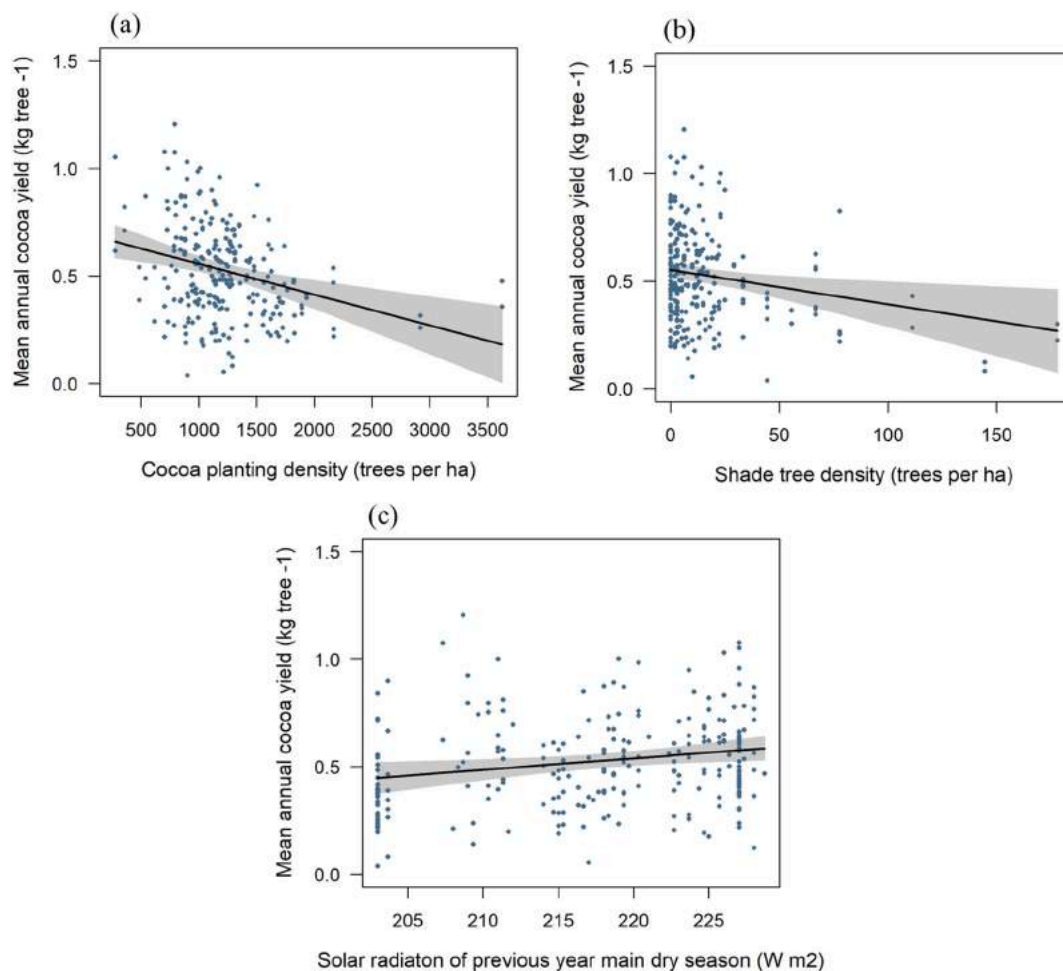 (a)
Mean annual cocoa yield (kg tree -1)
1.5
1.0
0.5
0.0
500 1000 1500 2000 2500 3000 3500
Cocoa planting density (trees per ha)
(b)
Mean annual cocoa yield (kg tree -1)
1.5
1.0
0.5
0.0
0 50 100 150
Shade tree density (trees per ha)
(c)
Mean annual cocoa yield (kg tree -1)
1.5
1.0
0.5
0.0
205 210 215 220 225
Solar radiaton of previous year main dry season (W m2)